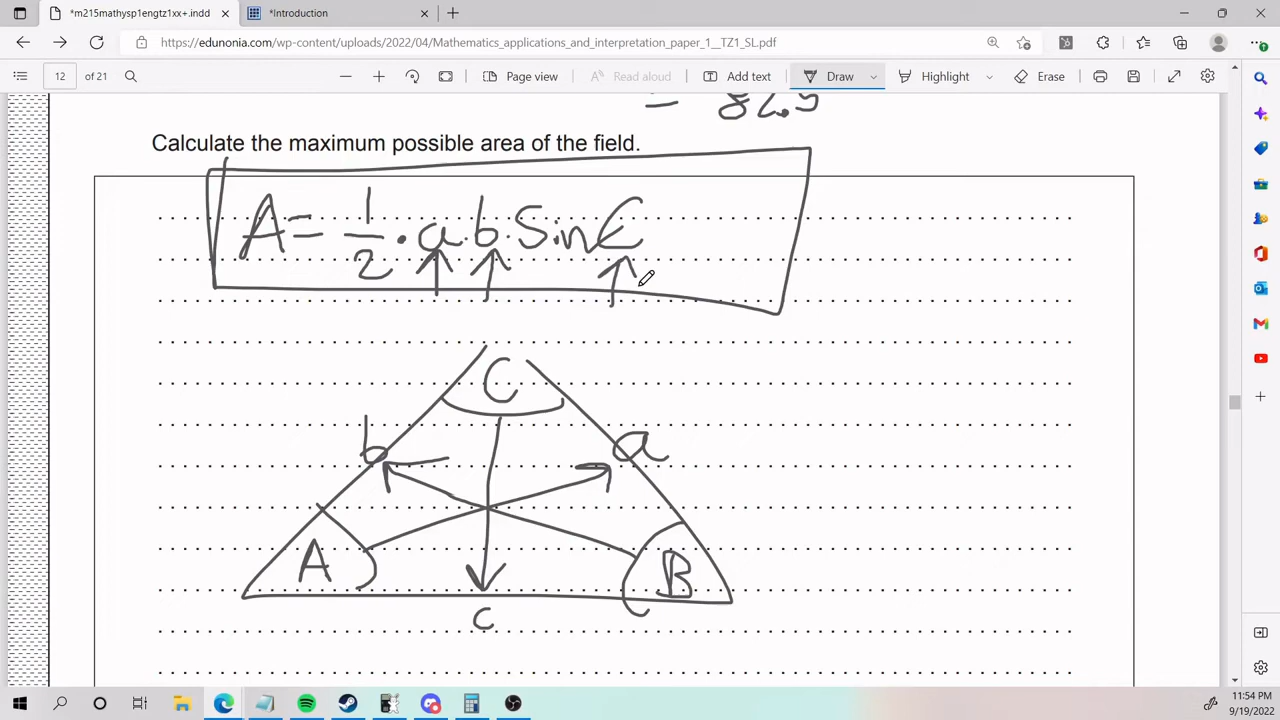 *m215mathysp1engtz1xx+.indd
*Introduction
https://edunonia.com/wp-content/uploads/2022/04/Mathematics_applications_and_interpretation_paper_1__TZ1_SL.pdf
12 of 21
Page view
Read aloud
Add text
Draw
Highlight
Erase
= 82.5
Calculate the maximum possible area of the field.
A = 1/2 · a · b · Sin C
C
b
a
A
B
c
11:54 PM
9/19/2022